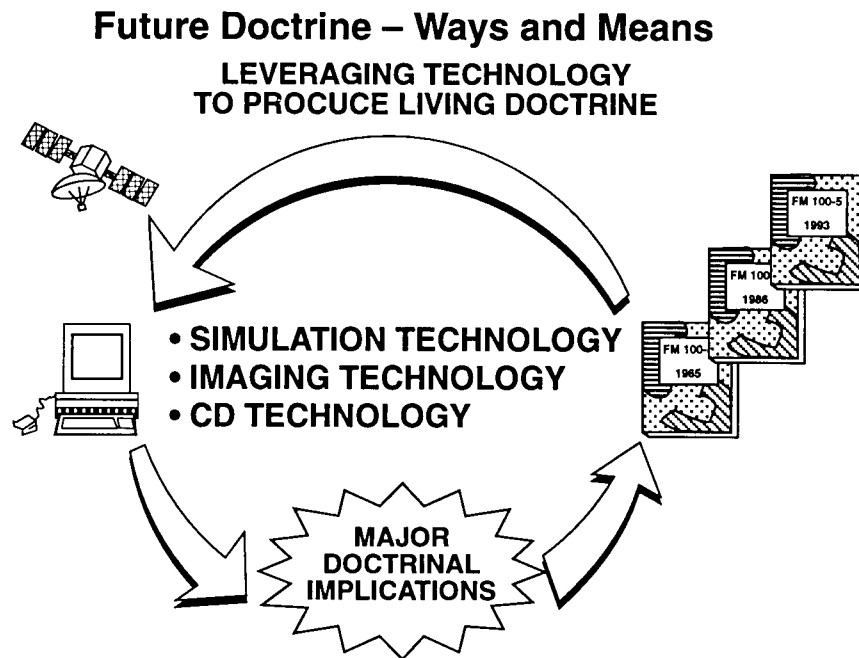 Future Doctrine – Ways and Means
LEVERAGING TECHNOLOGY
TO PROCUCE LIVING DOCTRINE
FM 100-5
1993
FM 100
1986
FM 100-
1965
• SIMULATION TECHNOLOGY
• IMAGING TECHNOLOGY
• CD TECHNOLOGY
MAJOR
DOCTRINAL
IMPLICATIONS